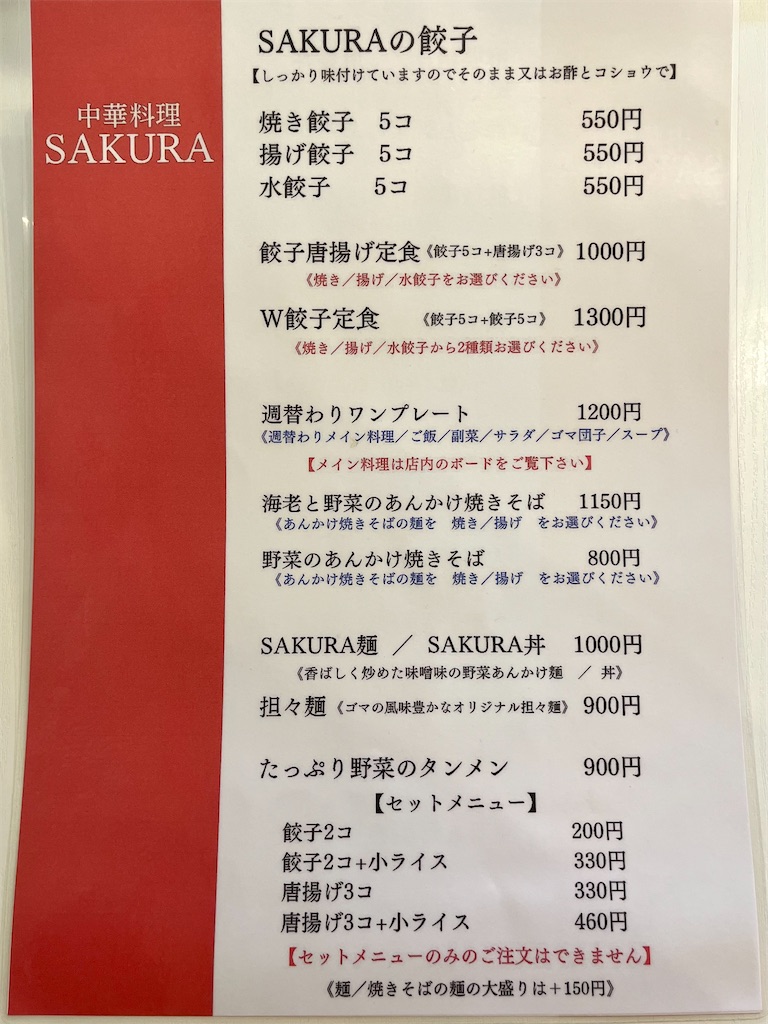 中華料理
SAKURA
SAKURAの餃子
【しっかり味付けていますのでそのまま又はお酢とコショウで】
焼き餃子 5コ 550円
揚げ餃子 5コ 550円
水餃子 5コ 550円
餃子唐揚げ定食《餃子5コ+唐揚げ3コ》 1000円
《焼き／揚げ／水餃子をお選びください》
W餃子定食 《餃子5コ+餃子5コ》 1300円
《焼き／揚げ／水餃子から2種類お選びください》
週替わりワンプレート 1200円
《週替わりメイン料理／ご飯／副菜／サラダ／ゴマ団子／スープ》
【メイン料理は店内のボードをご覧下さい】
海老と野菜のあんかけ焼きそば 1150円
《あんかけ焼きそばの麺を 焼き／揚げ をお選びください》
野菜のあんかけ焼きそば 800円
《あんかけ焼きそばの麺を 焼き／揚げ をお選びください》
SAKURA麺 ／ SAKURA丼 1000円
《香ばしく炒めた味噌味の野菜あんかけ麺 ／ 丼》
担々麺《ゴマの風味豊かなオリジナル担々麺》 900円
たっぷり野菜のタンメン 900円
【セットメニュー】
餃子2コ 200円
餃子2コ+小ライス 330円
唐揚げ3コ 330円
唐揚げ3コ+小ライス 460円
【セットメニューのみのご注文はできません】
《麺／焼きそばの麺の大盛りは＋150円》